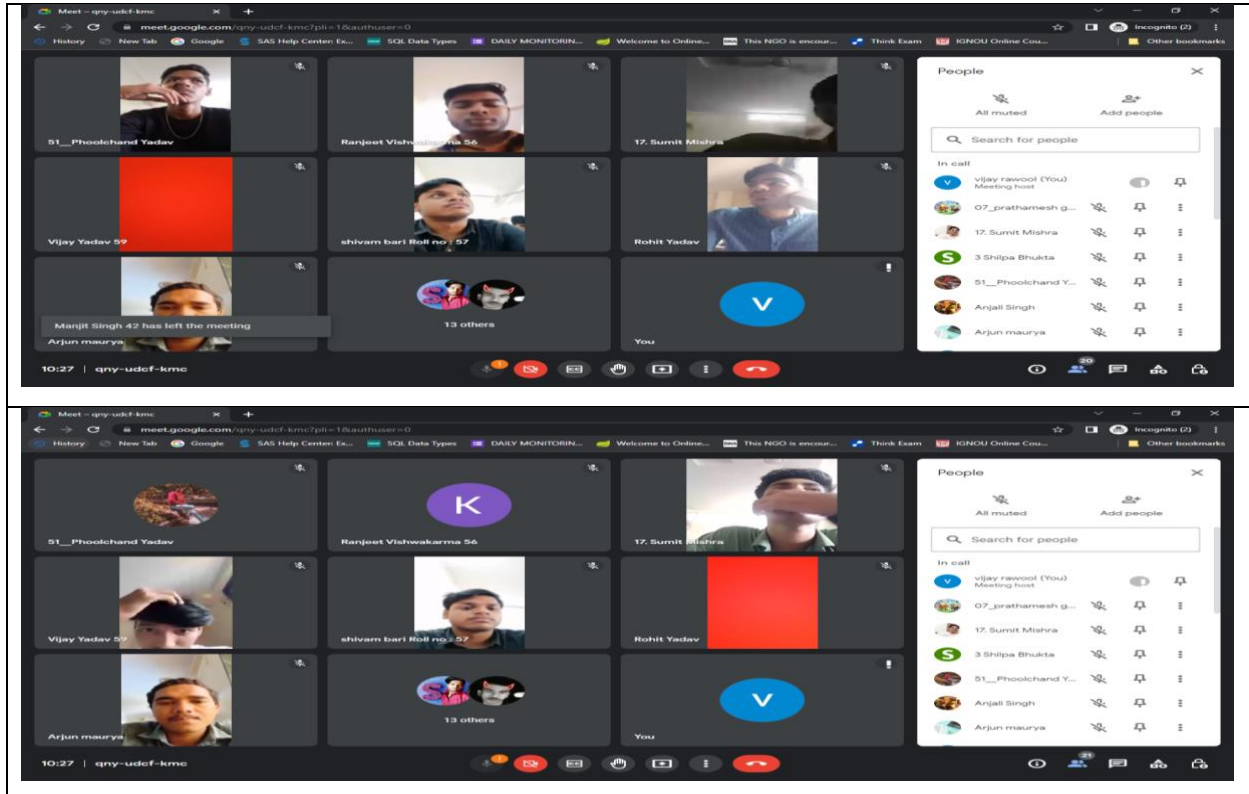 Meet – qny-udcf-kmc
meet.google.com/qny-udcf-kmc?pli=1&authuser=0
Incognito (2)
History New Tab Google SAS Help Center: Ex... SQL Data Types DAILY MONITORIN... Welcome to Online... This NGO is encour... Think Exam IGNOU Online Cou... Other bookmarks
51__Phoolchand Yadav
Ranjeet Vishwakarma 56
17. Sumit Mishra
Vijay Yadav 59
shivam bari Roll no : 57
Rohit Yadav
Manjit Singh 42 has left the meeting
Arjun maurya
13 others
V
You
People
All muted Add people
Search for people
In call
V vijay rawool (You)
Meeting host
07_prathamesh g...
17. Sumit Mishra
S 3 Shilpa Bhukta
51__Phoolchand Y...
Anjali Singh
Arjun maurya
10:27 | qny-udcf-kmc
20
Meet – qny-udcf-kmc
meet.google.com/qny-udcf-kmc?pli=1&authuser=0
Incognito (2)
History New Tab Google SAS Help Center: Ex... SQL Data Types DAILY MONITORIN... Welcome to Online... This NGO is encour... Think Exam IGNOU Online Cou... Other bookmarks
51__Phoolchand Yadav
K
Ranjeet Vishwakarma 56
17. Sumit Mishra
Vijay Yadav 59
shivam bari Roll no : 57
Rohit Yadav
Arjun maurya
13 others
V
You
People
All muted Add people
Search for people
In call
V vijay rawool (You)
Meeting host
07_prathamesh g...
17. Sumit Mishra
S 3 Shilpa Bhukta
51__Phoolchand Y...
Anjali Singh
Arjun maurya
10:27 | qny-udcf-kmc
21